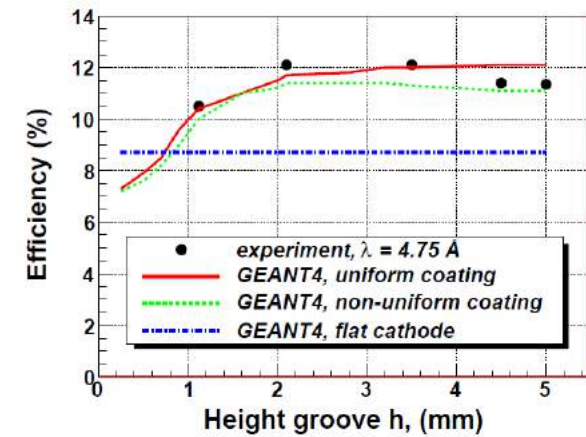 14
12
10
8
6
4
2
0
Efficiency (%)
experiment, λ = 4.75 Å
GEANT4, uniform coating
GEANT4, non-uniform coating
GEANT4, flat cathode
0 1 2 3 4 5
Height groove h, (mm)